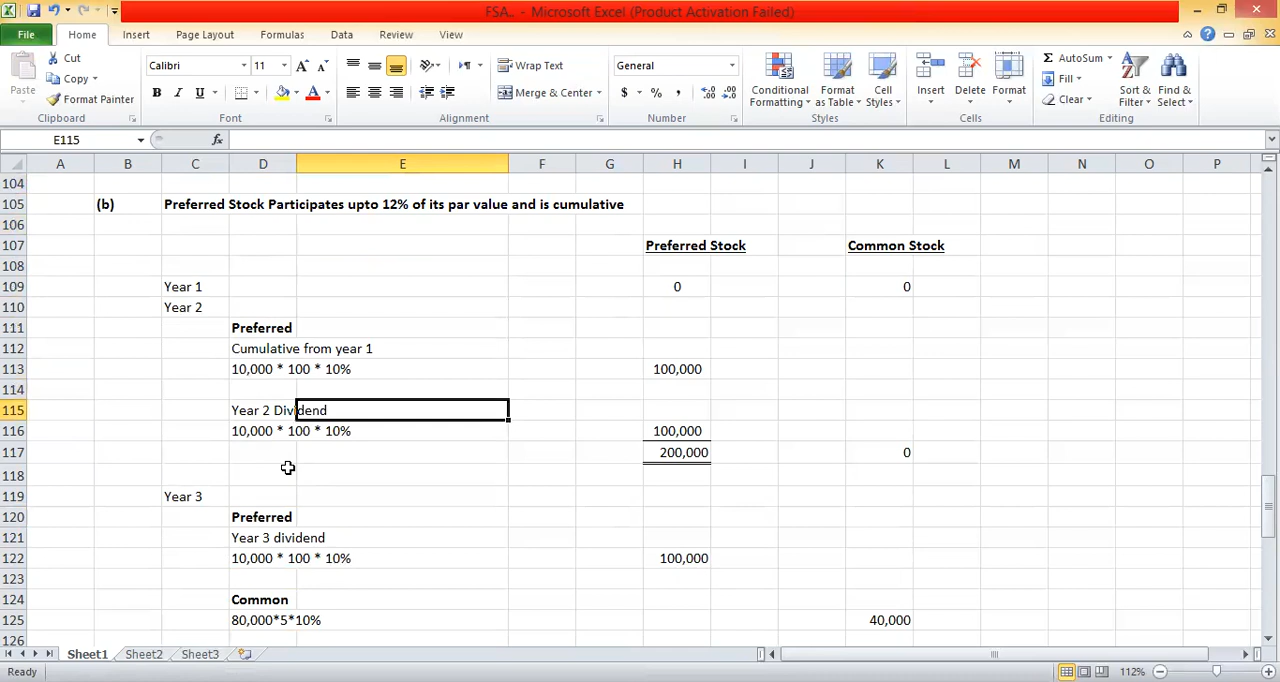 FSA.. - Microsoft Excel (Product Activation Failed)
File Home Insert Page Layout Formulas Data Review View
Paste
Cut
Copy
Format Painter
Clipboard
Calibri 11
B I U
Font
Wrap Text
Merge & Center
Alignment
General
$ % ,
Number
Conditional Formatting
Format as Table
Cell Styles
Styles
Insert Delete Format
Cells
AutoSum
Fill
Clear
Sort & Filter
Find & Select
Editing
E115 fx
A B C D E F G H I J K L M N O P
104
105 (b) Preferred Stock Participates upto 12% of its par value and is cumulative
106
107 Preferred Stock Common Stock
108
109 Year 1 0 0
110 Year 2
111 Preferred
112 Cumulative from year 1
113 10,000 * 100 * 10% 100,000
114
115 Year 2 Dividend
116 10,000 * 100 * 10% 100,000
117 200,000 0
118
119 Year 3
120 Preferred
121 Year 3 dividend
122 10,000 * 100 * 10% 100,000
123
124 Common
125 80,000*5*10% 40,000
126
Sheet1 Sheet2 Sheet3
Ready 112%